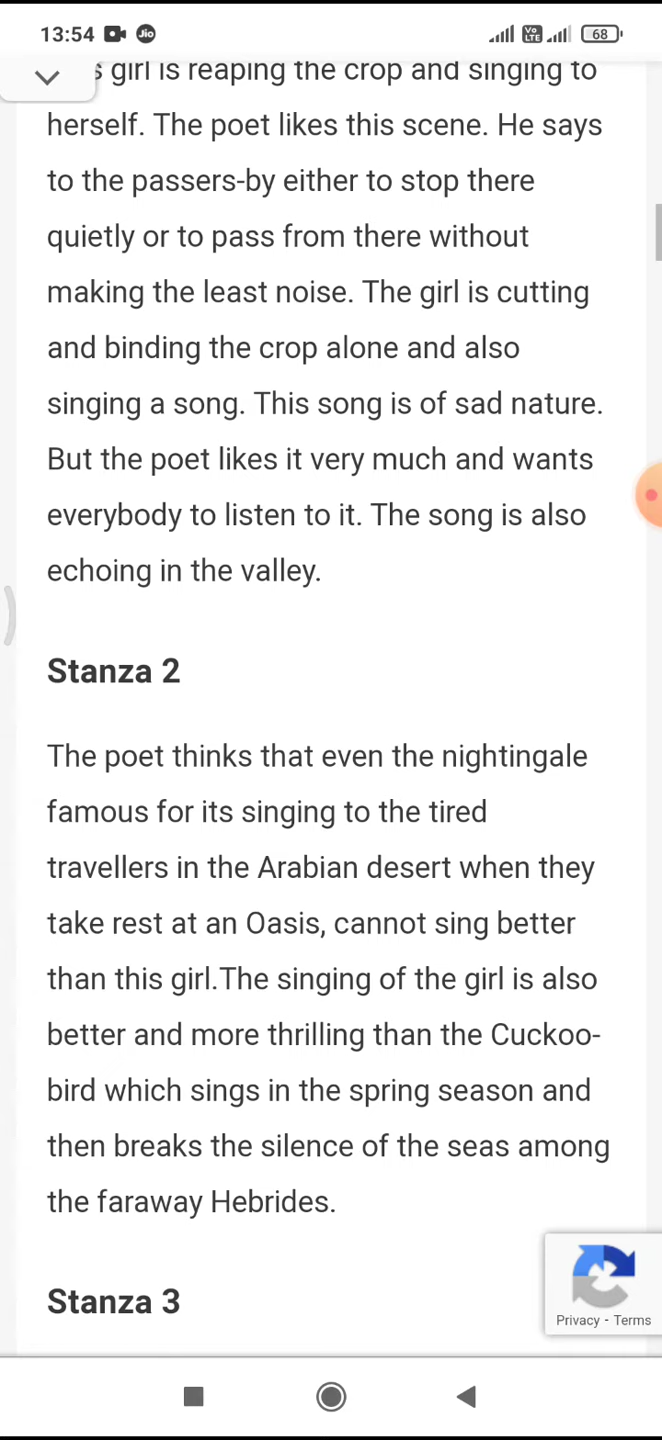 13:54 Jio Vo LTE 68
girl is reaping the crop and singing to
herself. The poet likes this scene. He says
to the passers-by either to stop there
quietly or to pass from there without
making the least noise. The girl is cutting
and binding the crop alone and also
singing a song. This song is of sad nature.
But the poet likes it very much and wants
everybody to listen to it. The song is also
echoing in the valley.
Stanza 2
The poet thinks that even the nightingale
famous for its singing to the tired
travellers in the Arabian desert when they
take rest at an Oasis, cannot sing better
than this girl.The singing of the girl is also
better and more thrilling than the Cuckoo-
bird which sings in the spring season and
then breaks the silence of the seas among
the faraway Hebrides.
Stanza 3
Privacy - Terms